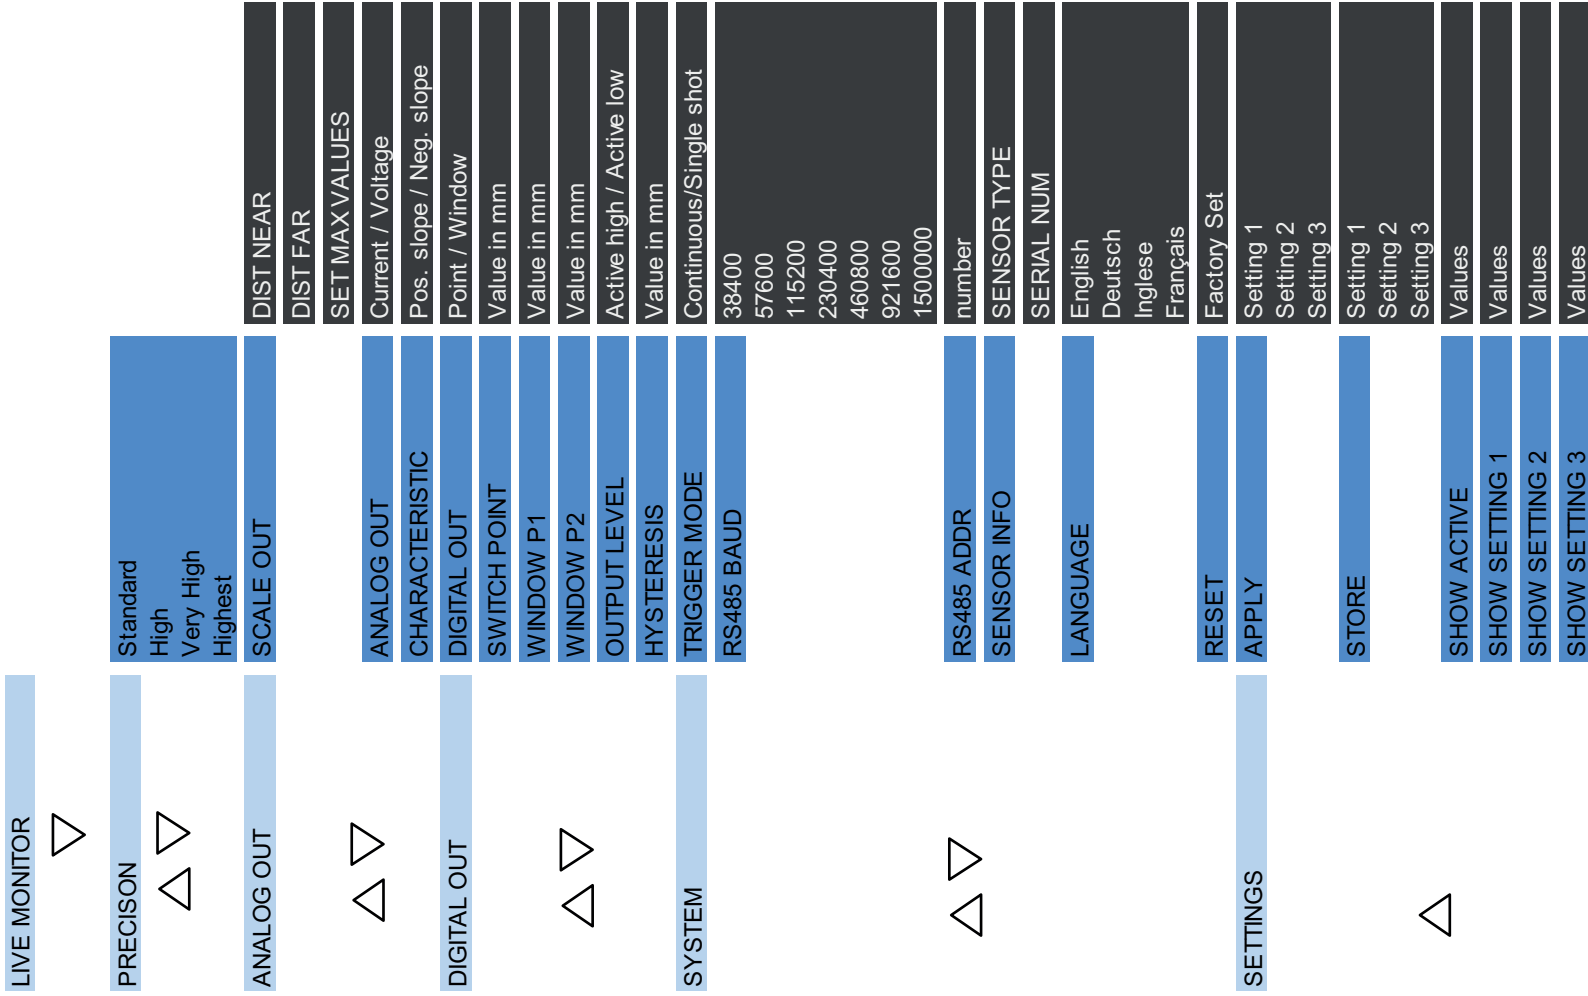 LIVE MONITOR
PRECISON
Standard
High
Very High
Highest
ANALOG OUT
SCALE OUT
DIST NEAR
DIST FAR
SET MAX VALUES
ANALOG OUT
Current / Voltage
CHARACTERISTIC
Pos. slope / Neg. slope
DIGITAL OUT
DIGITAL OUT
Point / Window
SWITCH POINT
Value in mm
WINDOW P1
Value in mm
WINDOW P2
Value in mm
OUTPUT LEVEL
Active high / Active low
HYSTERESIS
Value in mm
SYSTEM
TRIGGER MODE
Continuous/Single shot
RS485 BAUD
38400
57600
115200
230400
460800
921600
1500000
RS485 ADDR
number
SENSOR INFO
SENSOR TYPE
SERIAL NUM
LANGUAGE
English
Deutsch
Inglese
Français
RESET
Factory Set
SETTINGS
APPLY
Setting 1
Setting 2
Setting 3
STORE
Setting 1
Setting 2
Setting 3
SHOW ACTIVE
Values
SHOW SETTING 1
Values
SHOW SETTING 2
Values
SHOW SETTING 3
Values